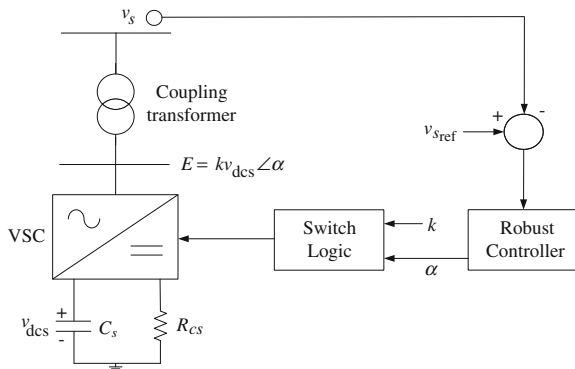 v_s
Coupling
transformer
+
-
v_sref
E = kv_dcs∠α
VSC
Switch
Logic
k
α
Robust
Controller
v_dcs
+
-
C_s
R_cs